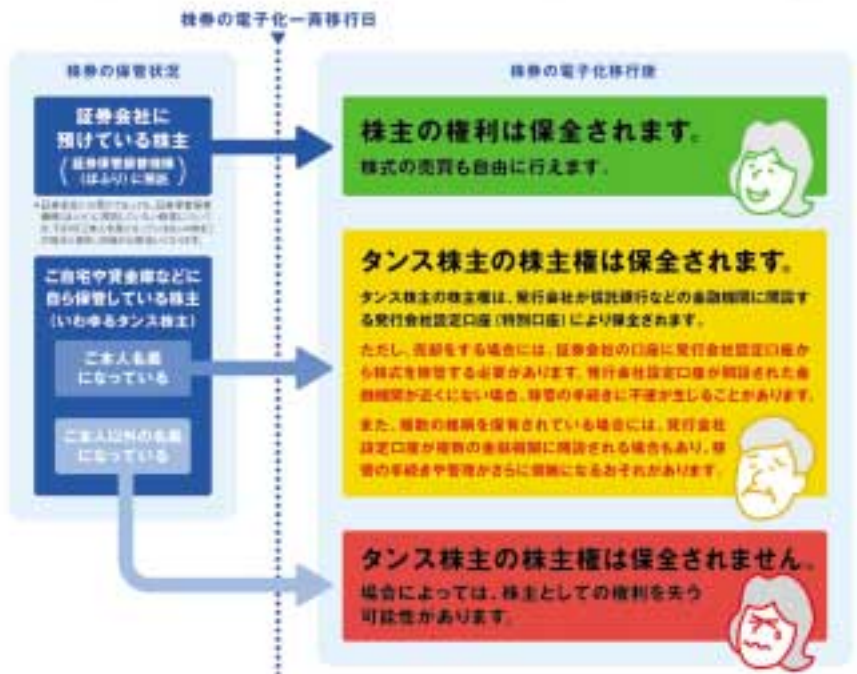 株券の電子化一斉移行日
株券の保管状況
証券会社に
預けている株主
(証券保管振替機構
(ほふり)に預託)
ご自宅や貸金庫などに
自ら保管している株主
(いわゆるタンス株主)
ご本人名義
になっている
ご本人以外の名義
になっている
株券の電子化移行後
株主の権利は保全されます。
株式の売買も自由に行えます。
タンス株主の株主権は保全されます。
タンス株主の株主権は、発行会社が信託銀行などの金融機関に開設す
る発行会社設定口座(特別口座)により保全されます。
ただし、売却をする場合には、証券会社の口座に発行会社設定口座か
ら株式を移管する必要があります。発行会社設定口座が開設された金
融機関が近くにない場合、移管の手続きに不便が生じることがあります。
また、複数の銘柄を保有されている場合には、発行会社
設定口座が複数の金融機関に開設される場合もあり、移
管の手続きや管理がさらに煩雑になるおそれがあります。
タンス株主の株主権は保全されません。
場合によっては、株主としての権利を失う
可能性があります。